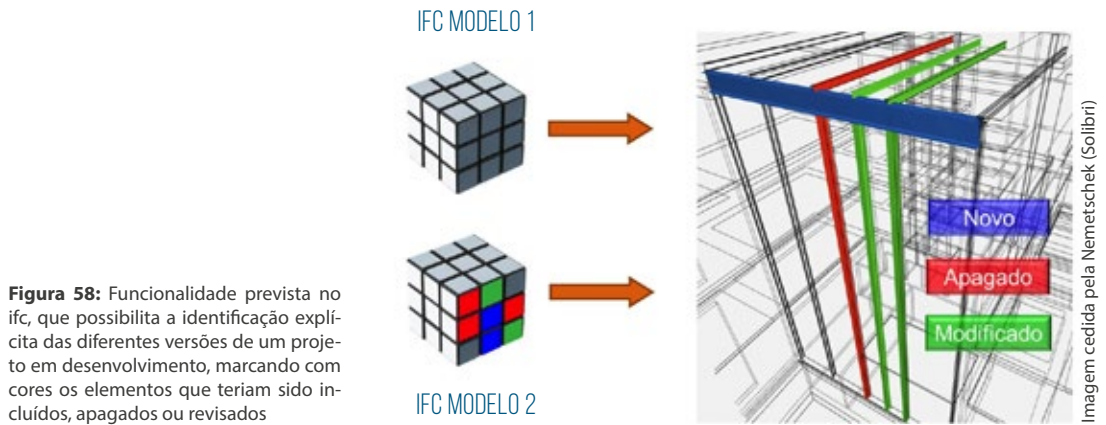 IFC MODELO 1
IFC MODELO 2
Figura 58: Funcionalidade prevista no
ifc, que possibilita a identificação explí-
cita das diferentes versões de um proje-
to em desenvolvimento, marcando com
cores os elementos que teriam sido in-
cluídos, apagados ou revisados
Novo
Apagado
Modificado
Imagem cedida pela Nemetschek (Solibri)